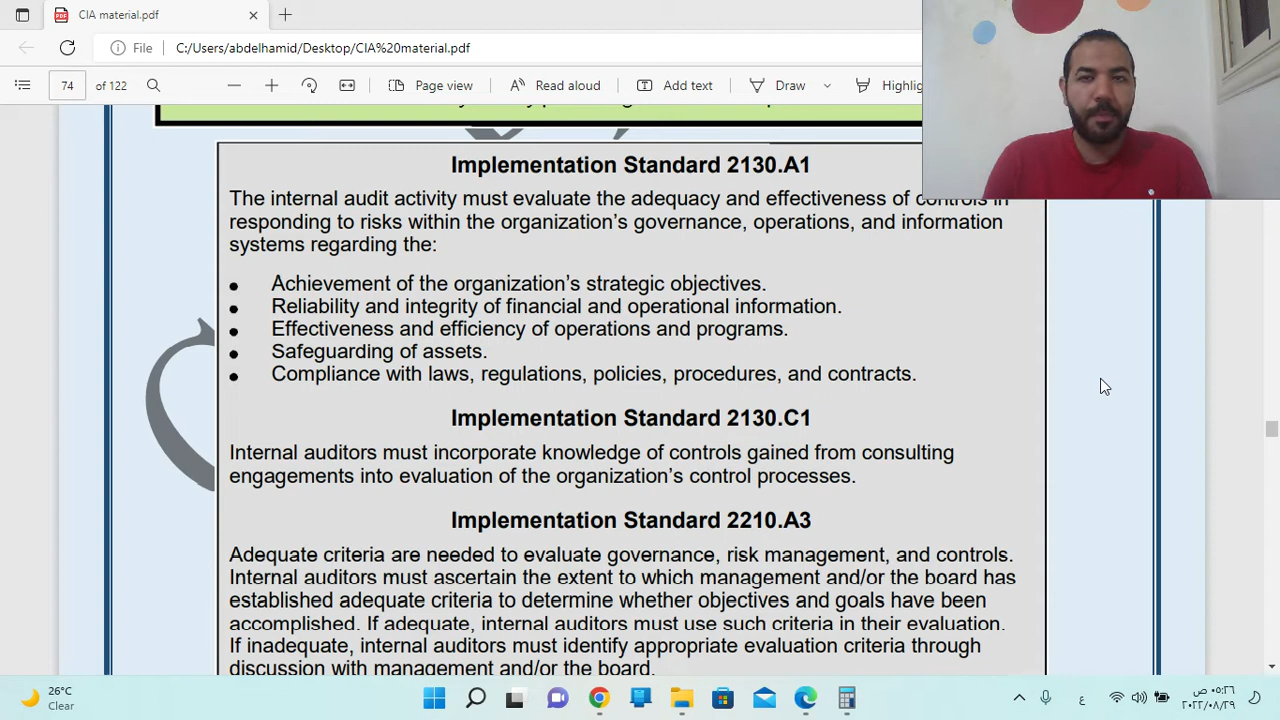 CIA material.pdf
File
C:/Users/abdelhamid/Desktop/CIA%20material.pdf
74 of 122
Page view
Read aloud
Add text
Draw
Highlig
Implementation Standard 2130.A1
The internal audit activity must evaluate the adequacy and effectiveness of controls in
responding to risks within the organization's governance, operations, and information
systems regarding the:
• Achievement of the organization's strategic objectives.
• Reliability and integrity of financial and operational information.
• Effectiveness and efficiency of operations and programs.
• Safeguarding of assets.
• Compliance with laws, regulations, policies, procedures, and contracts.
Implementation Standard 2130.C1
Internal auditors must incorporate knowledge of controls gained from consulting
engagements into evaluation of the organization's control processes.
Implementation Standard 2210.A3
Adequate criteria are needed to evaluate governance, risk management, and controls.
Internal auditors must ascertain the extent to which management and/or the board has
established adequate criteria to determine whether objectives and goals have been
accomplished. If adequate, internal auditors must use such criteria in their evaluation.
If inadequate, internal auditors must identify appropriate evaluation criteria through
discussion with management and/or the board.
26°C
Clear
ع
٠٥:٢٦ ص
٢٠٢٢/٠٨/٢٩